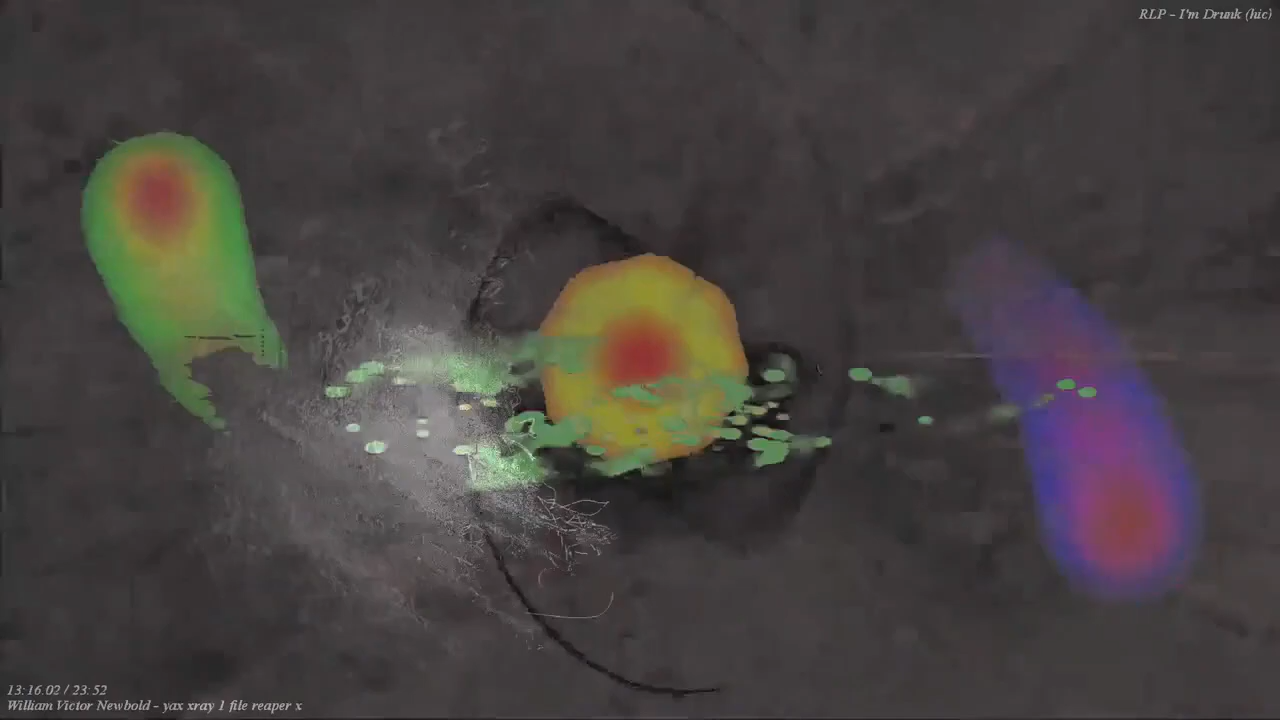 RLP - I'm Drunk (hic)
13:16.02 / 23:52
William Victor Newbold - yax xray 1 file reaper x